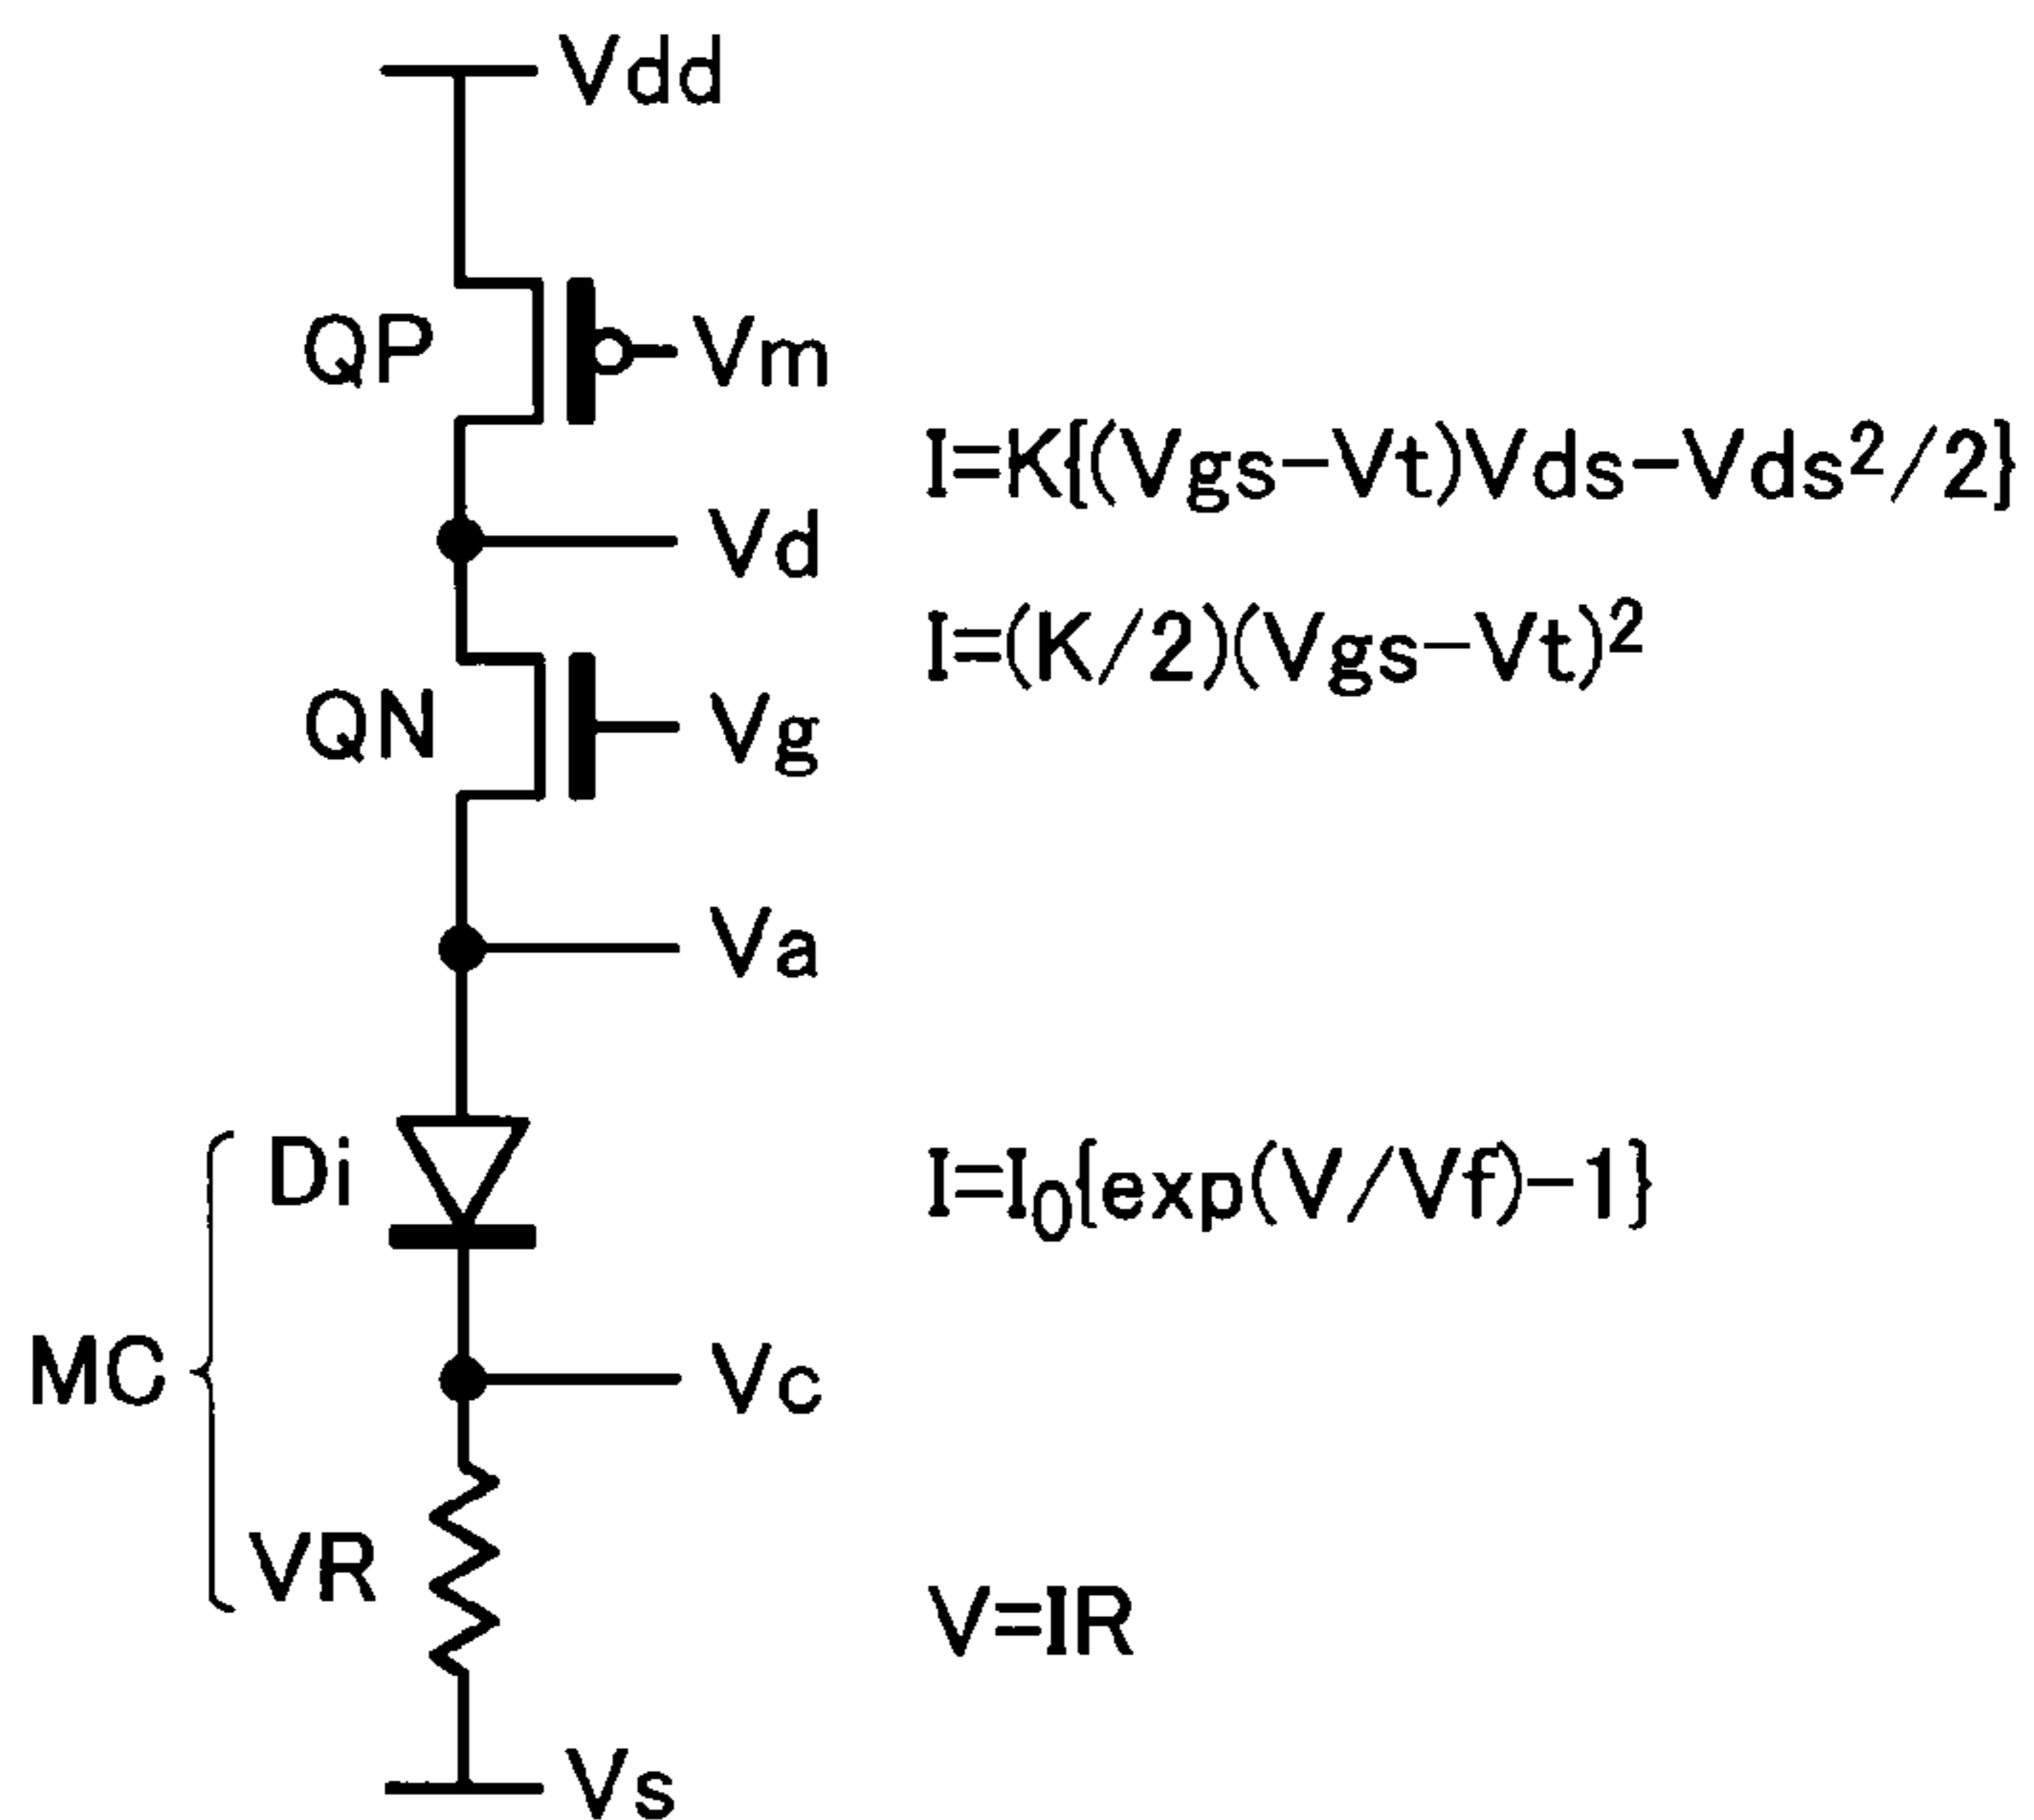 Vdd
QP
Vm
I=K{(Vgs−Vt)Vds−Vds²/2}
Vd
I=(K/2)(Vgs−Vt)²
QN
Vg
Va
Di
I=I₀{exp(V/Vf)−1}
MC
Vc
VR
V=IR
Vs